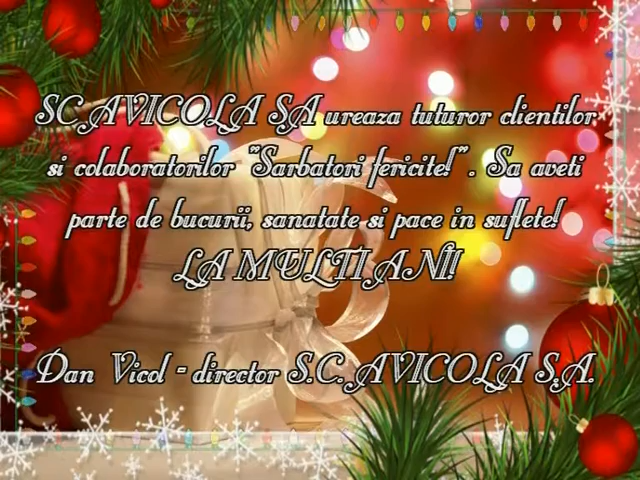 SC AVICOLA SA ureaza tuturor clientilor
si colaboratorilor "Sarbatori fericite!". Sa aveti
parte de bucurii, sanatate si pace in suflete!
LA MULTI ANI!
Dan Vicol - director S.C. AVICOLA S.A.